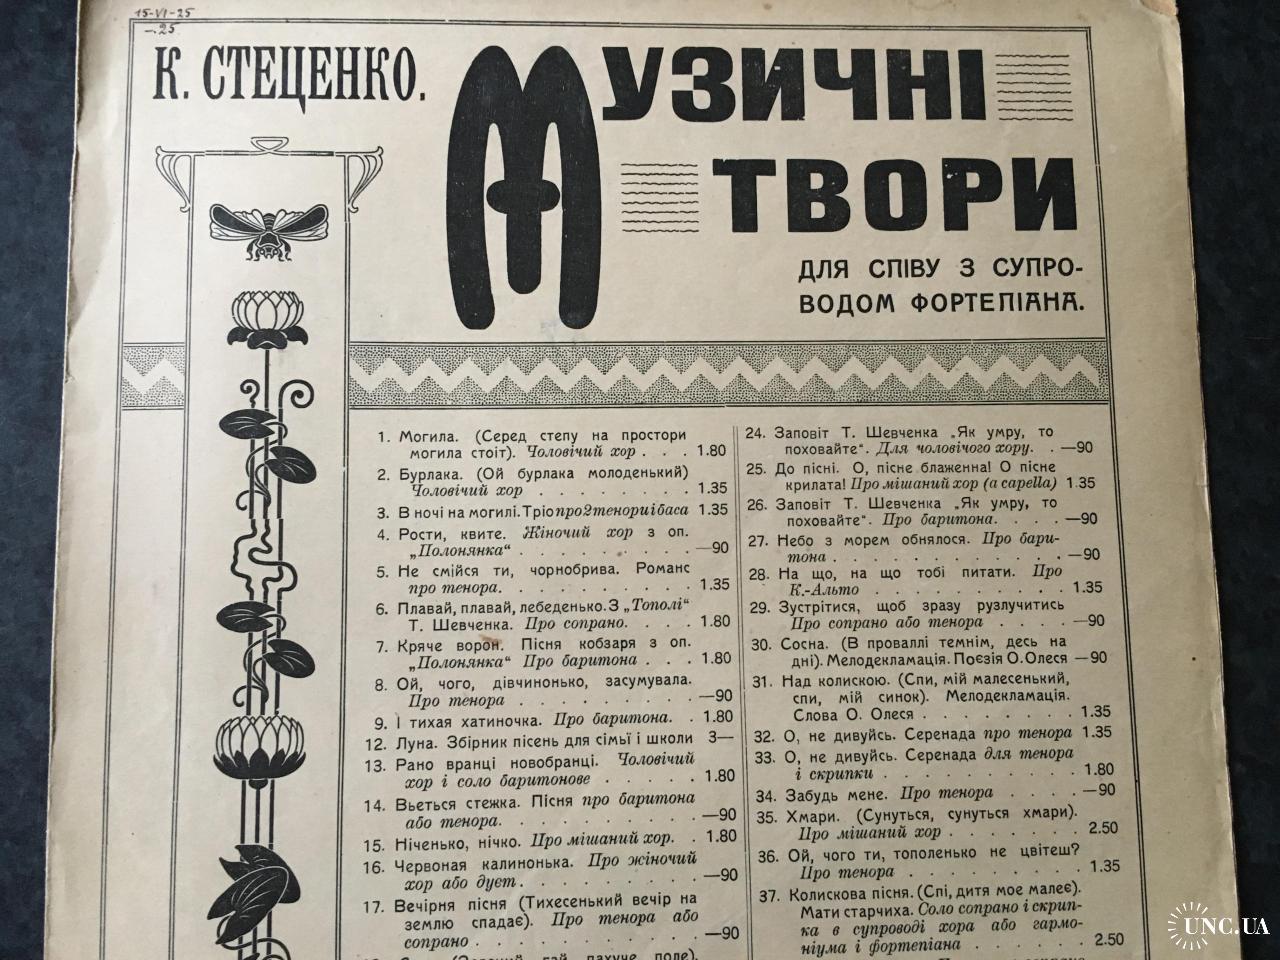 15-VI-25
-.25
К. СТЕЦЕНКО.
МУЗИЧНІ
ТВОРИ
ДЛЯ СПІВУ З СУПРО-
ВОДОМ ФОРТЕПІАНА.
1. Могила. (Серед степу на простори
могила стоїт). Чоловічий хор . . . 1.80
2. Бурлака. (Ой бурлака молоденький)
Чоловічий хор . . . . . . . . 1.35
3. В ночі на могилі. Тріо про 2 тенори і баса 1.35
4. Рости, квите. Жіночий хор з оп.
„Полонянка“ . . . . . . . . . —90
5. Не смійся ти, чорнобрива. Романс
про тенора. . . . . . . . . . 1.35
6. Плавай, плавай, лебеденько. З „Тополі“
Т. Шевченка. Про сопрано. . . . 1.80
7. Кряче ворон. Пісня кобзаря з оп.
„Полонянка“ Про баритона . . . 1.80
8. Ой, чого, дівчинонько, засумувала.
Про тенора . . . . . . . . . —90
9. І тихая хатиночка. Про баритона. . 1.80
12. Луна. Збірник пісень для сімьї і школи 3—
13. Рано вранці новобранці. Чоловічий
хор і соло баритонове . . . . . 1.80
14. Вьеться стежка. Пісня про баритона
або тенора. . . . . . . . . . —90
15. Ніченько, нічко. Про мішаний хор. . 1.80
16. Червоная калинонька. Про жіночий
хор або дует. . . . . . . . . —90
17. Вечірня пісня (Тихесенький вечір на
землю спадає). Про тенора або
сопрано . . . . . . . . . . . —90
24. Заповіт Т. Шевченка „Як умру, то
поховайте“. Для чоловічого хору. . —90
25. До пісні. О, пісне блаженна! О пісне
крилата! Про мішаний хор (a capella) 1.35
26. Заповіт Т. Шевченка „Як умру, то
поховайте“. Про баритона. . . . —90
27. Небо з морем обнялося. Про бари-
тона . . . . . . . . . . . . —90
28. На що, на що тобі питати. Про
К.-Альто . . . . . . . . . . 1.35
29. Зустрітися, щоб зразу рузлучитись
Про сопрано або тенора . . . . —90
30. Сосна. (В проваллі темнім, десь на
дні). Мелодекламація. Поєзія О. Олеся —90
31. Над колискою. (Спи, мій малесенький,
спи, мій синок). Мелодекламація.
Слова О. Олеся . . . . . . . . 1.35
32. О, не дивуйсь. Серенада про тенора 1.35
33. О, не дивуйсь. Серенада для тенора
і скрипки . . . . . . . . . . 1.80
34. Забудь мене. Про тенора . . . . —90
35. Хмари. (Сунуться, сунуться хмари).
Про мішаний хор . . . . . . . 2.50
36. Ой, чого ти, тополенько не цвітеш?
Про тенора . . . . . . . . . 1.35
37. Колискова пісня. (Спі, дитя моє малеє).
Мати старчиха. Соло сопрано і скрип-
ка в супроводі хора або гармо-
ніума і фортепіана . . . . . . 2.50
UNC.UA